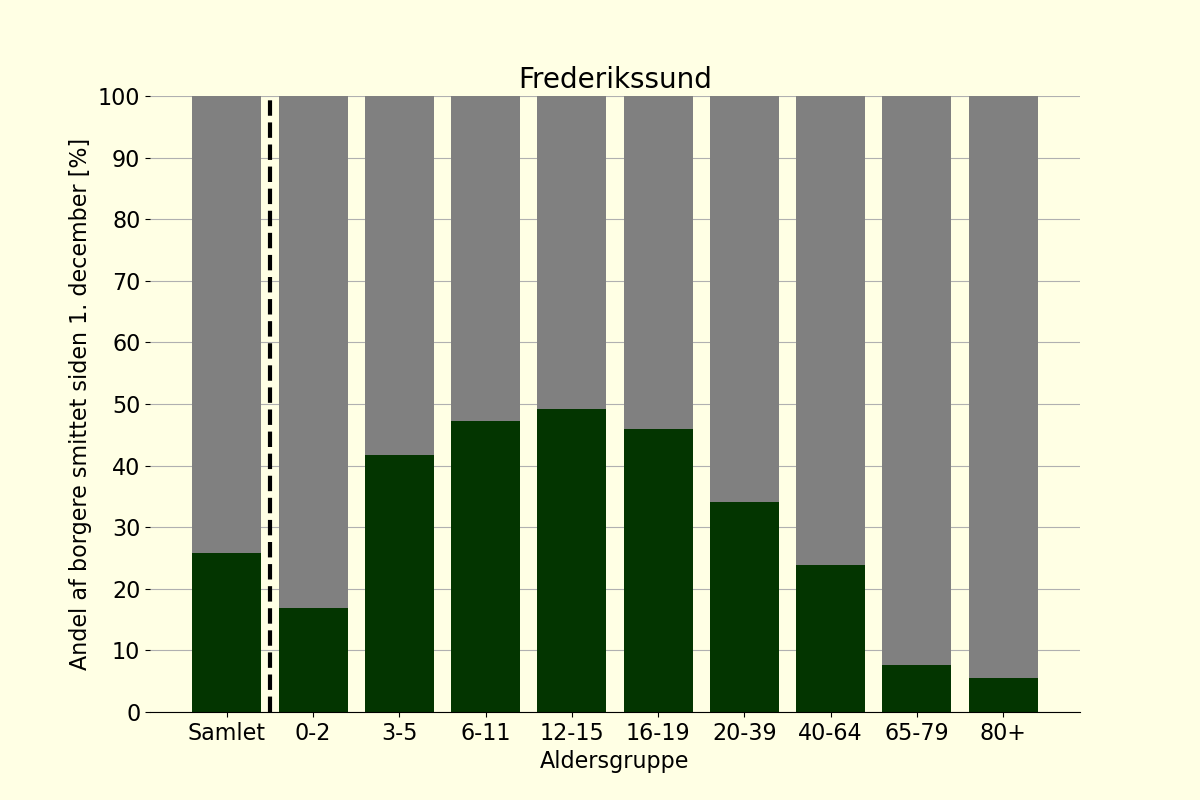 Frederikssund
Andel af borgere smittet siden 1. december [%]
100
90
80
70
60
50
40
30
20
10
0
Samlet 0-2 3-5 6-11 12-15 16-19 20-39 40-64 65-79 80+
Aldersgruppe